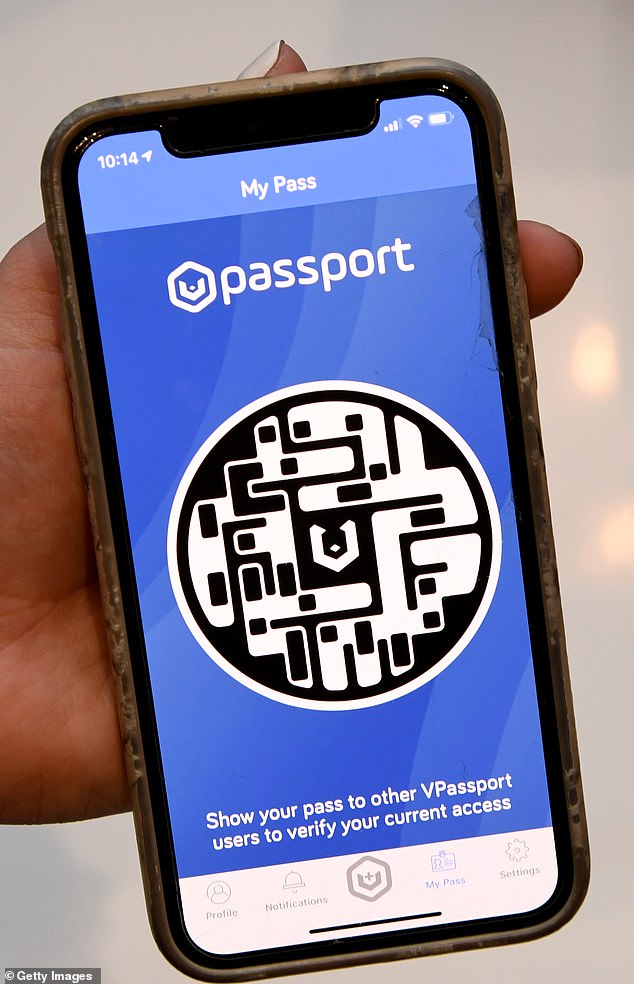 10:14
My Pass
passport
Show your pass to other VPassport
users to verify your current access
Profile
Notifications
My Pass
Settings
© Getty Images